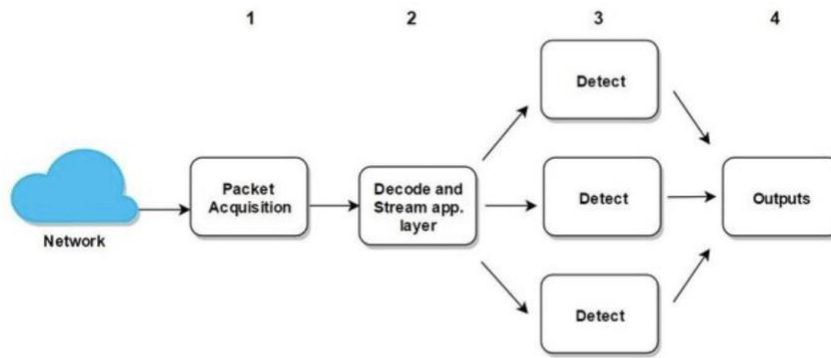 1
2
3
4
Network
Packet
Acquisition
Decode and
Stream app.
layer
Detect
Detect
Detect
Outputs